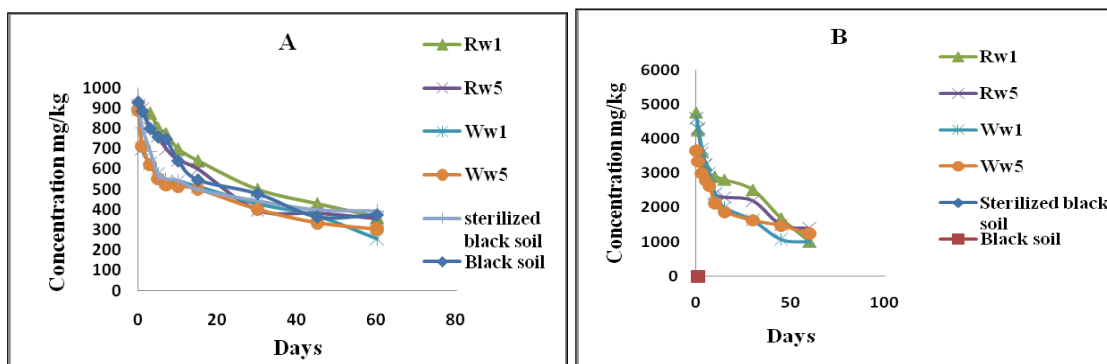 A
Concentration mg/kg
1000
900
800
700
600
500
400
300
200
100
0
0 20 40 60 80
Days
Rw1
Rw5
Ww1
Ww5
sterilized
black soil
Black soil
B
Concentration mg/kg
6000
5000
4000
3000
2000
1000
0
0 50 100
Days
Rw1
Rw5
Ww1
Ww5
Sterilized black
soil
Black soil